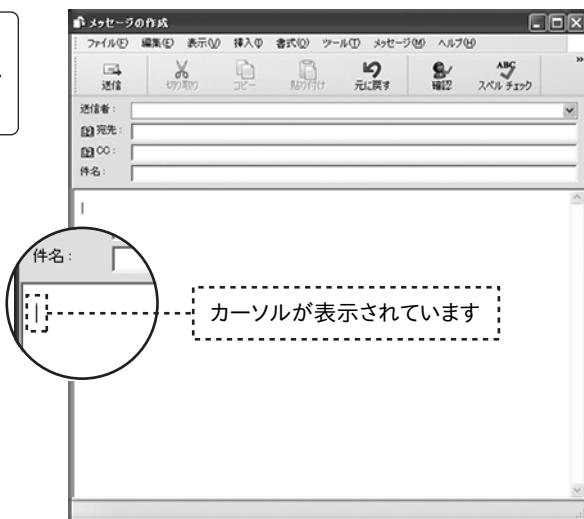 メッセージの作成
ファイル(F) 編集(E) 表示(V) 挿入(I) 書式(O) ツール(T) メッセージ(M) ヘルプ(H)
送信 切り取り コピー 貼り付け 元に戻す 確認 スペル チェック
送信者:
宛先:
CC:
件名:
件名:
カーソルが表示されています